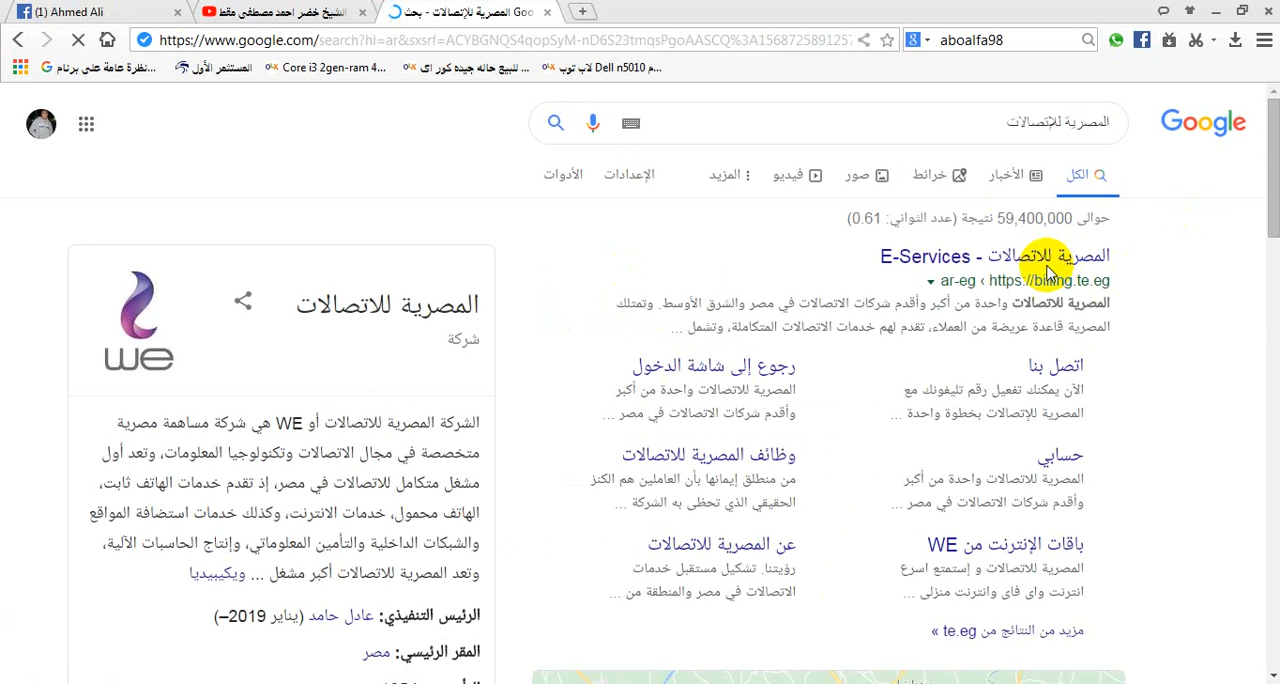 (1) Ahmed Ali
الشيخ خضر احمد مصطفى مقط
المصرية للإتصالات - بحث Goo
https://www.google.com/search?hl=ar&sxsrf=ACYBGNQS4qopSyM-nD6S23tmqsPgoAASCQ%3A1568725891257
aboalfa98
نظرة عامة على برنام...
المستثمر الأول
Core i3 2gen-ram 4...
للبيع حاله جيده كور اى ...
لاب توب Dell n5010 م...
المصرية للإتصالات
Google
الكل
الأخبار
خرائط
صور
فيديو
المزيد
الإعدادات
الأدوات
حوالى 59,400,000 نتيجة (عدد الثواني: 0.61)
المصرية للاتصالات - E-Services
https://billing.te.eg › ar-eg
المصرية للاتصالات واحدة من أكبر وأقدم شركات الاتصالات في مصر والشرق الأوسط. وتمتلك
المصرية قاعدة عريضة من العملاء، تقدم لهم خدمات الاتصالات المتكاملة، وتشمل ...
اتصل بنا
الآن يمكنك تفعيل رقم تليفونك مع
المصرية للإتصالات بخطوة واحدة ...
رجوع إلى شاشة الدخول
المصرية للاتصالات واحدة من أكبر
وأقدم شركات الاتصالات في مصر ...
حسابي
المصرية للاتصالات واحدة من أكبر
وأقدم شركات الاتصالات في مصر ...
وظائف المصرية للاتصالات
من منطلق إيمانها بأن العاملين هم الكنز
الحقيقي الذي تحظى به الشركة ...
باقات الإنترنت من WE
المصرية للاتصالات و إستمتع اسرع
انترنت واى فاى وانترنت منزلى ...
عن المصرية للاتصالات
رؤيتنا. تشكيل مستقبل خدمات
الاتصالات في مصر والمنطقة من ...
مزيد من النتائج من te.eg »
المصرية للاتصالات
شركة
we
الشركة المصرية للاتصالات أو WE هي شركة مساهمة مصرية
متخصصة في مجال الاتصالات وتكنولوجيا المعلومات، وتعد أول
مشغل متكامل للاتصالات في مصر، إذ تقدم خدمات الهاتف ثابت،
الهاتف محمول، خدمات الانترنت، وكذلك خدمات استضافة المواقع
والشبكات الداخلية والتأمين المعلوماتي، وإنتاج الحاسبات الآلية،
وتعد المصرية للاتصالات أكبر مشغل ... ويكيبيديا
الرئيس التنفيذي: عادل حامد (يناير 2019–)
المقر الرئيسي: مصر